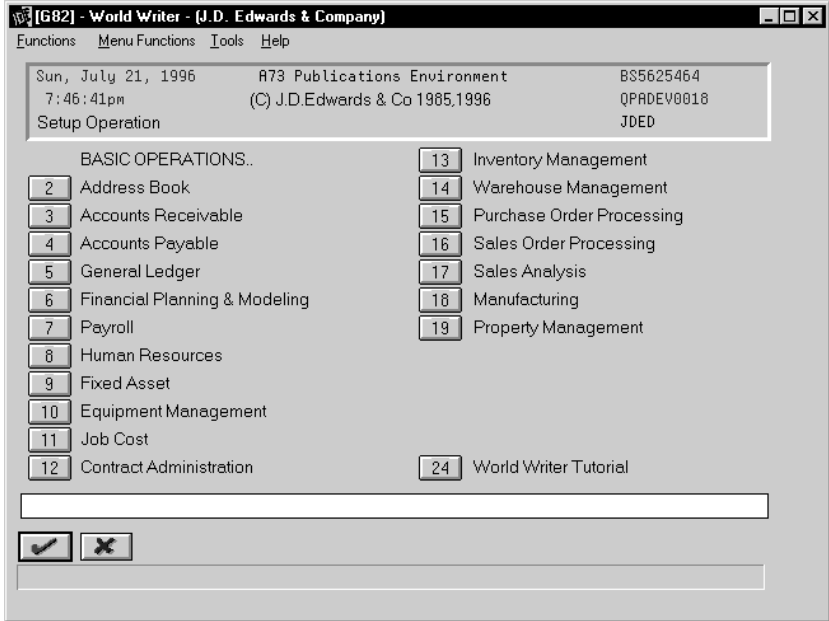 [G82] - World Writer - (J.D. Edwards & Company)
Functions Menu Functions Tools Help
Sun, July 21, 1996 A73 Publications Environment BS5625464
7:46:41pm (C) J.D.Edwards & Co 1985,1996 QPADEV0018
Setup Operation JDED
BASIC OPERATIONS..
2 Address Book
3 Accounts Receivable
4 Accounts Payable
5 General Ledger
6 Financial Planning & Modeling
7 Payroll
8 Human Resources
9 Fixed Asset
10 Equipment Management
11 Job Cost
12 Contract Administration
13 Inventory Management
14 Warehouse Management
15 Purchase Order Processing
16 Sales Order Processing
17 Sales Analysis
18 Manufacturing
19 Property Management
24 World Writer Tutorial